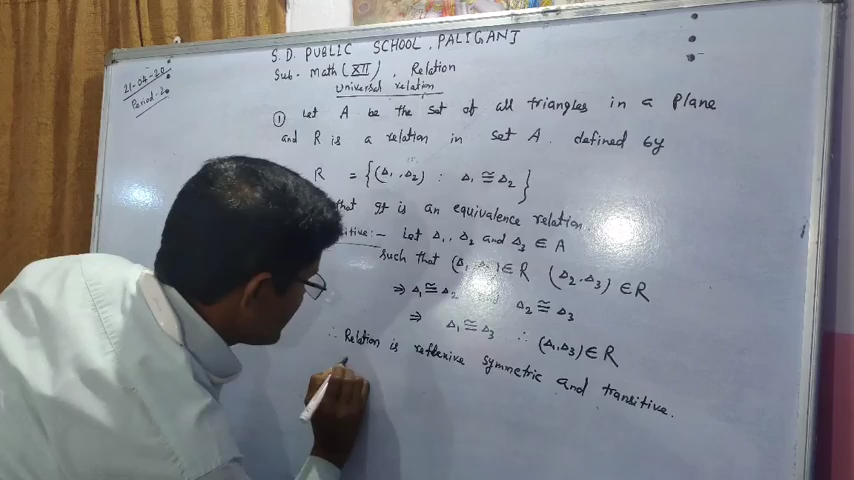 S. D. PUBLIC SCHOOL, PALIGANJ
21-04-20
Sub- Math (XII), Relation
Period-2
Universal relation
① Let A be the set of all triangles in a plane
and R is a relation in set A. defined by
R = {(Δ₁, Δ₂) : Δ₁ ≅ Δ₂}
that It is an equivalence relation.
:- Let Δ₁, Δ₂ and Δ₃ ∈ A
such that (Δ₁, ) ∈ R (Δ₂, Δ₃) ∈ R
⇒ Δ₁ ≅ Δ₂ Δ₂ ≅ Δ₃
⇒ Δ₁ ≅ Δ₃ ∴ (Δ₁, Δ₃) ∈ R
∴ Relation is reflexive symmetric and transitive.